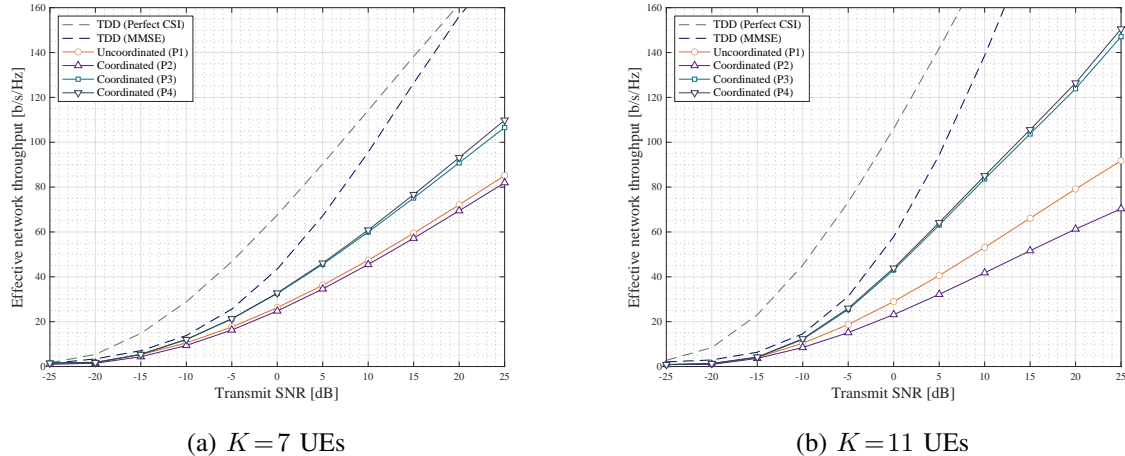 160
140
120
100
80
60
40
20
0
Effective network throughput [b/s/Hz]
TDD (Perfect CSI)
TDD (MMSE)
Uncoordinated (P1)
Coordinated (P2)
Coordinated (P3)
Coordinated (P4)
-25 -20 -15 -10 -5 0 5 10 15 20 25
Transmit SNR [dB]
(a) K=7 UEs
160
140
120
100
80
60
40
20
0
Effective network throughput [b/s/Hz]
TDD (Perfect CSI)
TDD (MMSE)
Uncoordinated (P1)
Coordinated (P2)
Coordinated (P3)
Coordinated (P4)
-25 -20 -15 -10 -5 0 5 10 15 20 25
Transmit SNR [dB]
(b) K=11 UEs